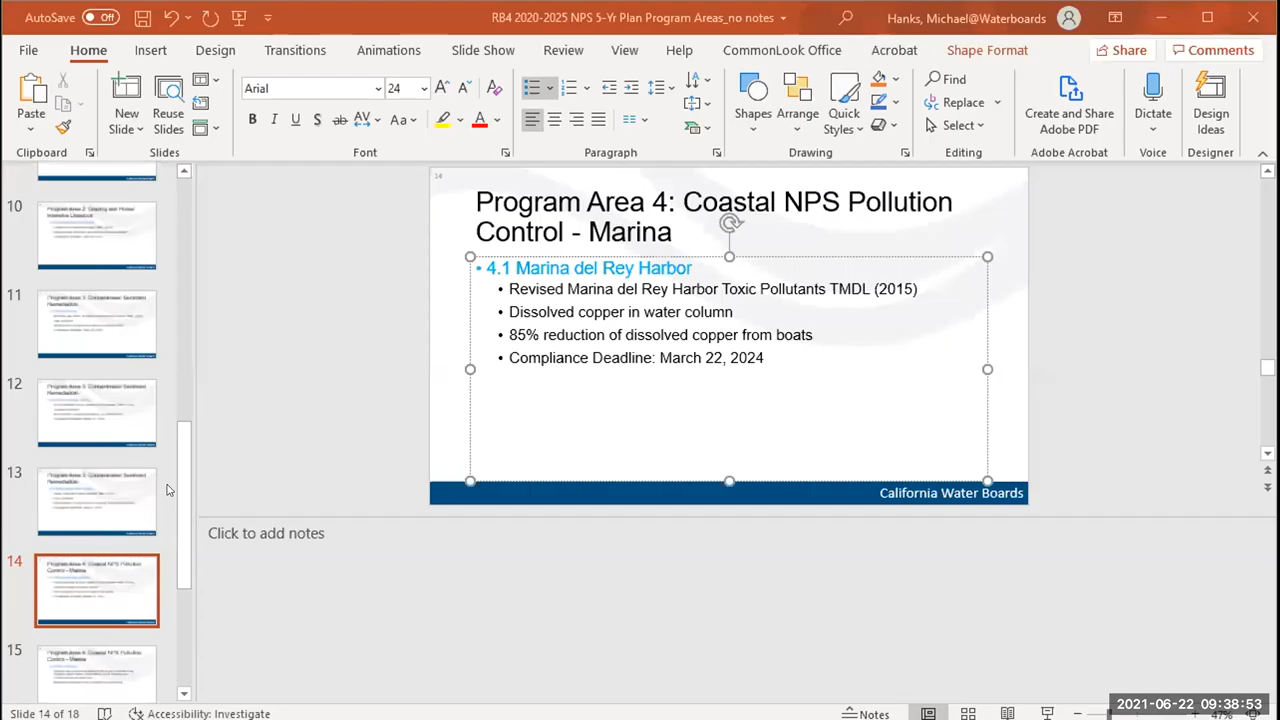 AutoSave Off RB4 2020-2025 NPS 5-Yr Plan Program Areas_no notes Hanks, Michael@Waterboards
File Home Insert Design Transitions Animations Slide Show Review View Help CommonLook Office Acrobat Shape Format Share Comments
Arial 24 Find
Replace
Select
Paste New Slide Reuse Slides Shapes Arrange Quick Styles Create and Share Adobe PDF Dictate Design Ideas
Clipboard Slides Font Paragraph Drawing Editing Adobe Acrobat Voice Designer
10
11
12
13
14
15
14
Program Area 4: Coastal NPS Pollution
Control - Marina
• 4.1 Marina del Rey Harbor
• Revised Marina del Rey Harbor Toxic Pollutants TMDL (2015)
• Dissolved copper in water column
• 85% reduction of dissolved copper from boats
• Compliance Deadline: March 22, 2024
California Water Boards
Click to add notes
Slide 14 of 18 Accessibility: Investigate Notes
2021-06-22 09:38:53